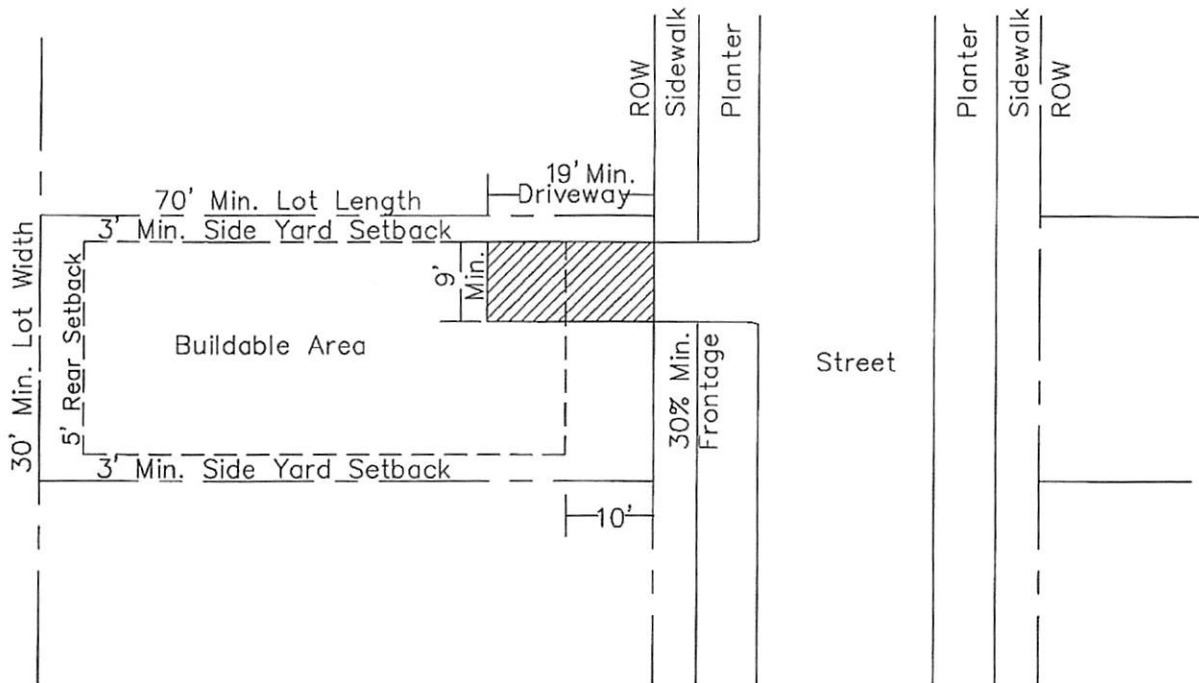 ROW
Sidewalk
Planter
Planter
Sidewalk
ROW
19' Min.
Driveway
70' Min. Lot Length
3' Min. Side Yard Setback
30' Min. Lot Width
5' Rear Setback
9'
Min.
Buildable Area
30% Min.
Frontage
Street
3' Min. Side Yard Setback
10'